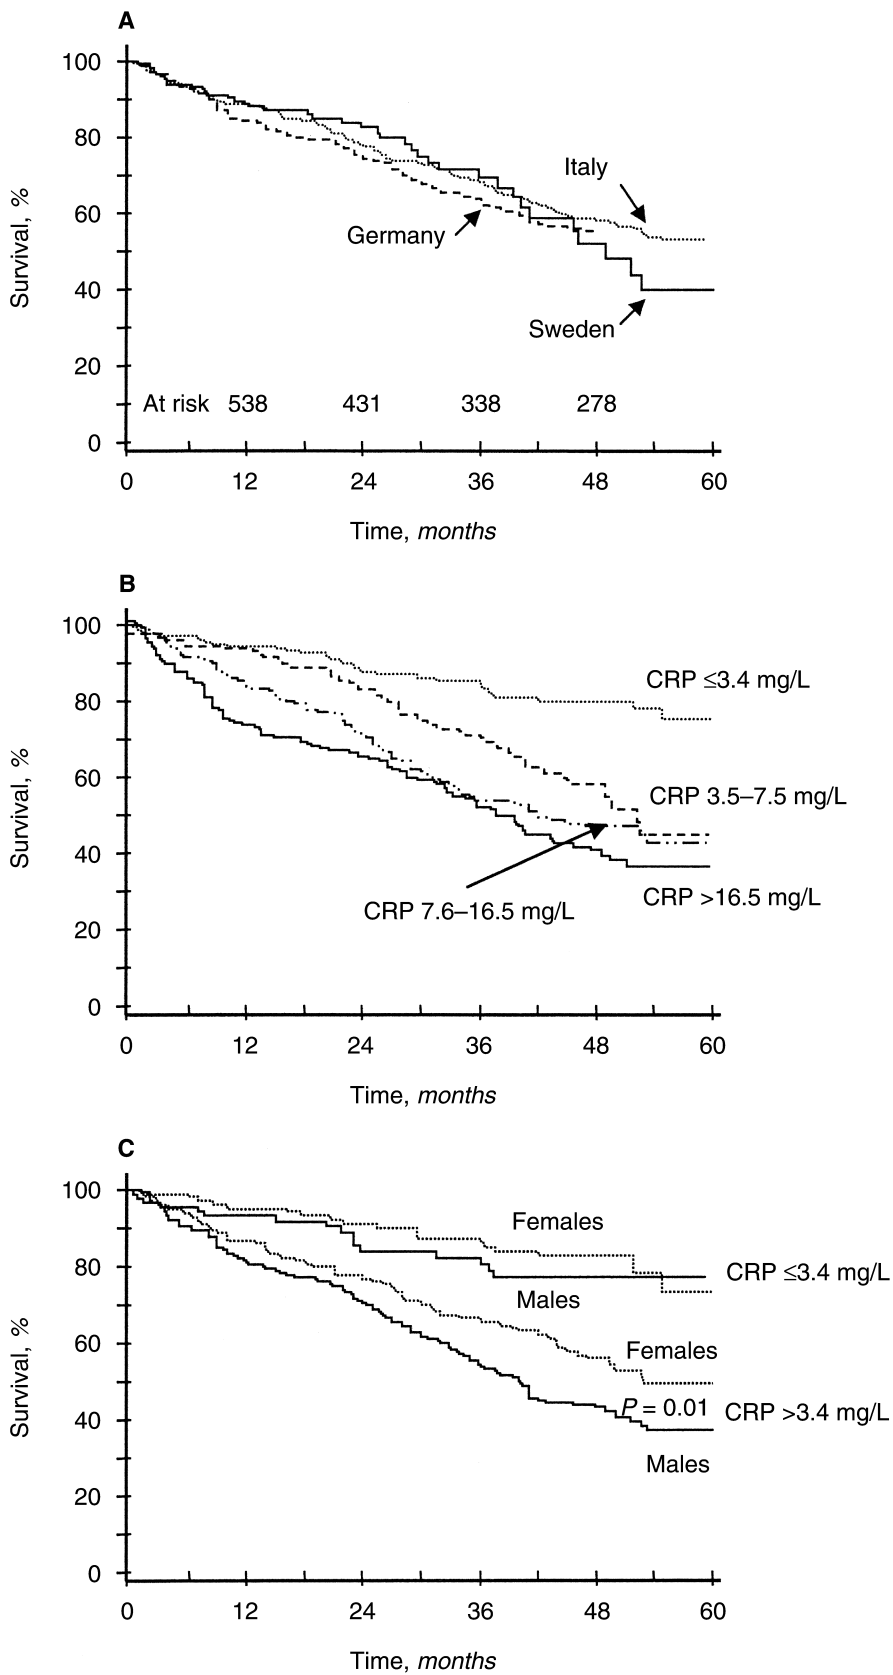 A
100
80
60
40
20
0
Survival, %
Italy
Germany
Sweden
At risk 538 431 338 278
0 12 24 36 48 60
Time, months
B
100
80
60
40
20
0
Survival, %
CRP ≤3.4 mg/L
CRP 3.5–7.5 mg/L
CRP >16.5 mg/L
CRP 7.6–16.5 mg/L
0 12 24 36 48 60
Time, months
C
100
80
60
40
20
0
Survival, %
Females
CRP ≤3.4 mg/L
Males
Females
P = 0.01 CRP >3.4 mg/L
Males
0 12 24 36 48 60
Time, months